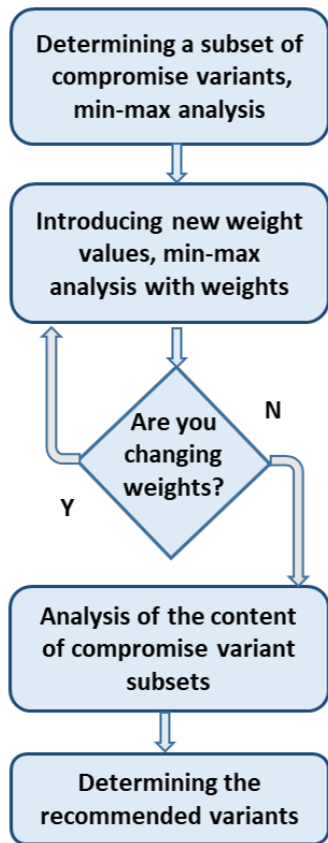 Determining a subset of
compromise variants,
min-max analysis
Introducing new weight
values, min-max
analysis with weights
Are you
changing
weights?
N
Y
Analysis of the content
of compromise variant
subsets
Determining the
recommended variants